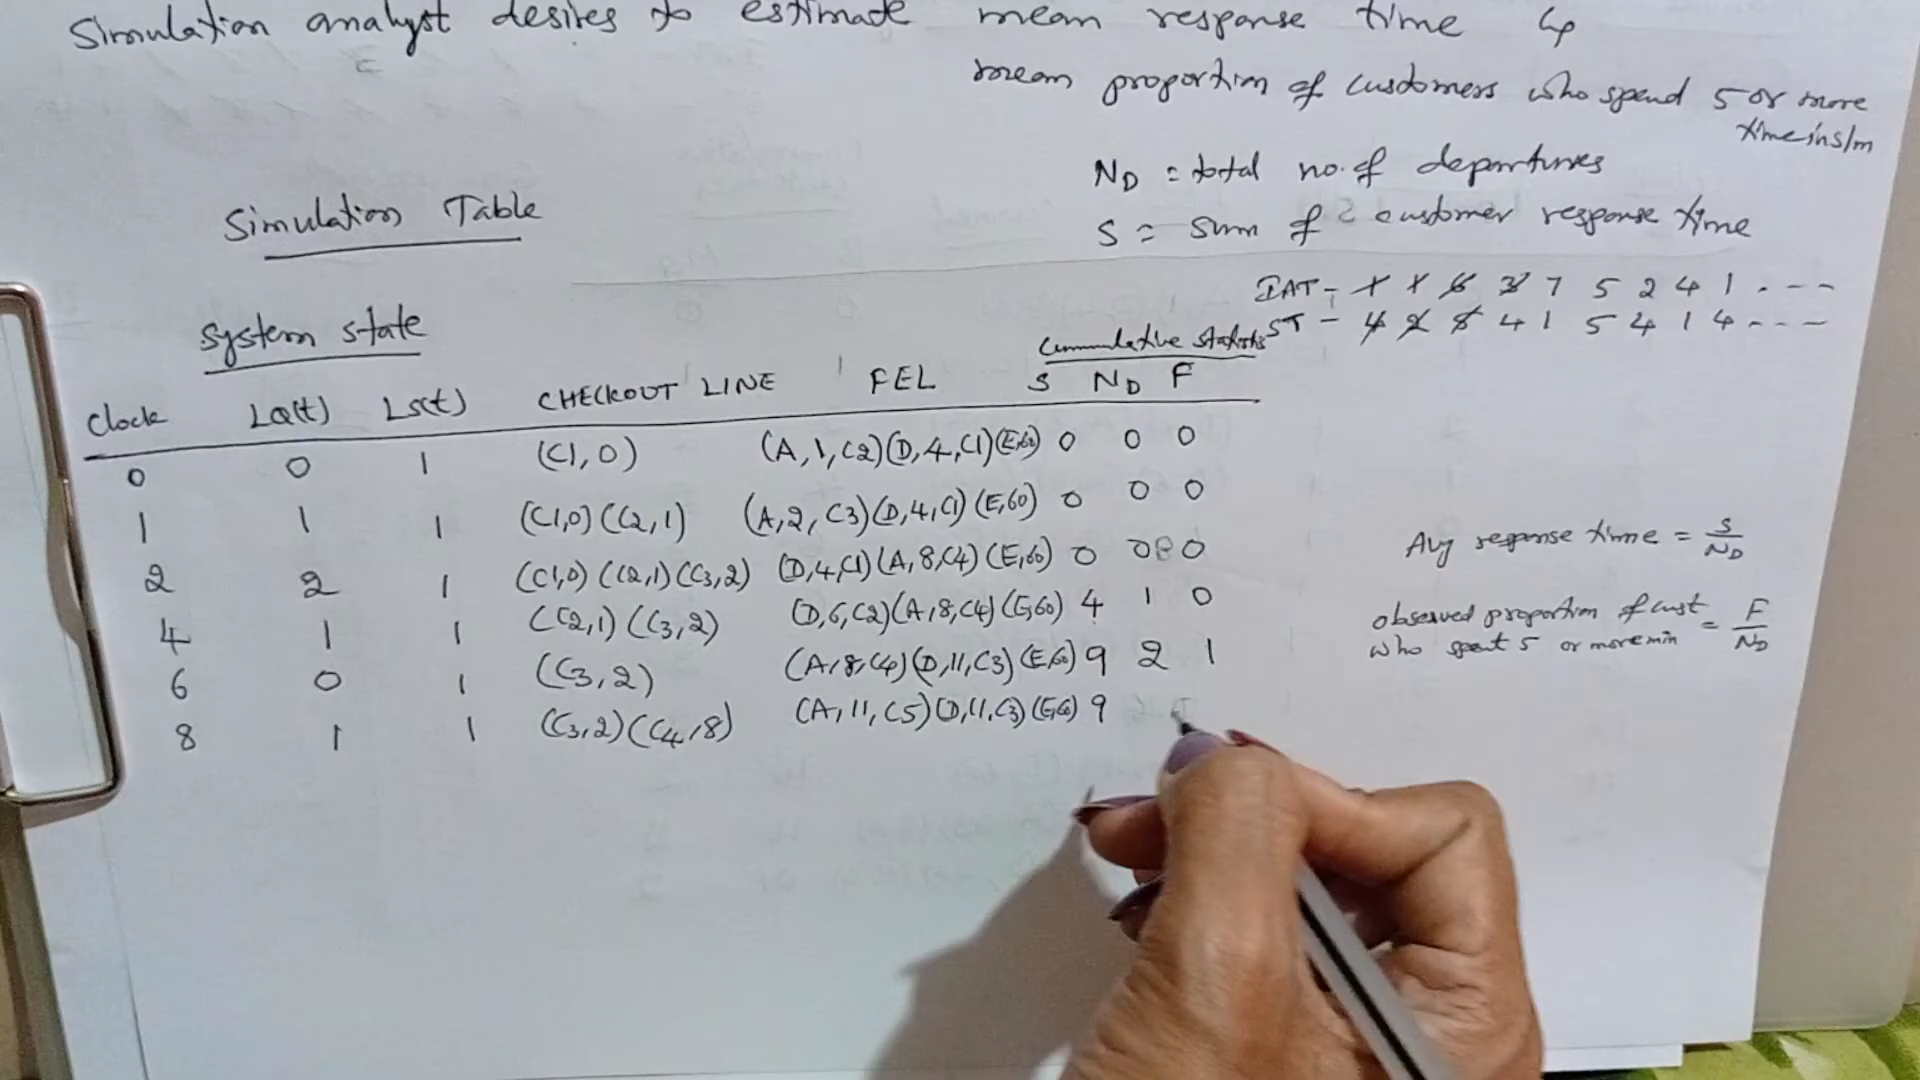 Simulation analyst desires to estimate mean response time &
mean proportion of customers who spend 5 or more
time in s/m
ND = total no. of departures
S = sum of customer response time
Simulation Table
IAT - 1 1 6 3 7 5 2 4 1 . ---
ST - 4 2 5 4 1 5 4 1 4 ---
System state
Cummulative Statistics
Clock LQ(t) LS(t) CHECKOUT LINE FEL S ND F
0 0 1 (C1,0) (A,1,C2)(D,4,C1)(E,60) 0 0 0
1 1 1 (C1,0)(C2,1) (A,2,C3)(D,4,C1)(E,60) 0 0 0
2 2 1 (C1,0)(C2,1)(C3,2) (D,4,C1)(A,8,C4)(E,60) 0 0 0
4 1 1 (C2,1)(C3,2) (D,6,C2)(A,8,C4)(E,60) 4 1 0
6 0 1 (C3,2) (A,8,C4)(D,11,C3)(E,60) 9 2 1
8 1 1 (C3,2)(C4,8) (A,11,C5)(D,11,C3)(E,60) 9
Avg response time = S/ND
observed proportion of cust
who spent 5 or more min = F/ND